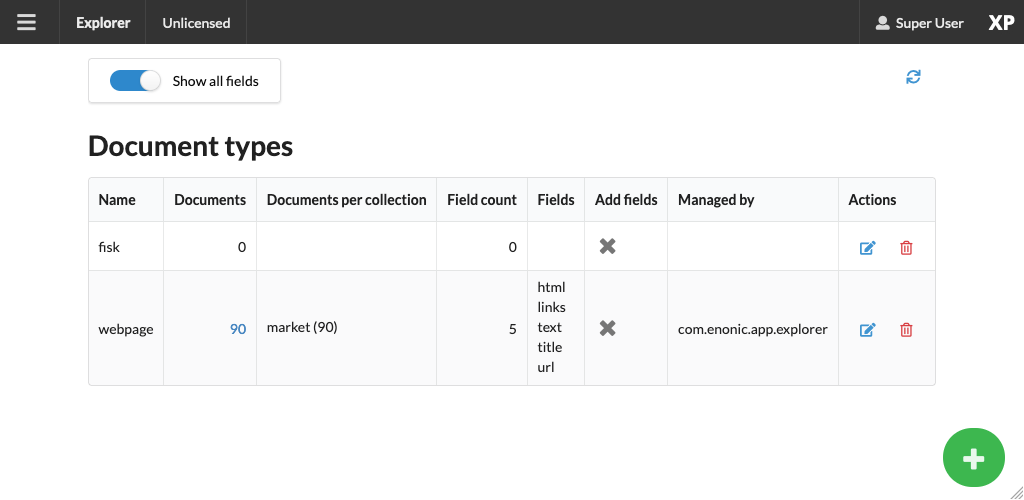 Explorer
Unlicensed
Super User
XP
Show all fields
Document types
Name Documents Documents per collection Field count Fields Add fields Managed by Actions
fisk 0 0
webpage 90 market (90) 5 html links text title url com.enonic.app.explorer